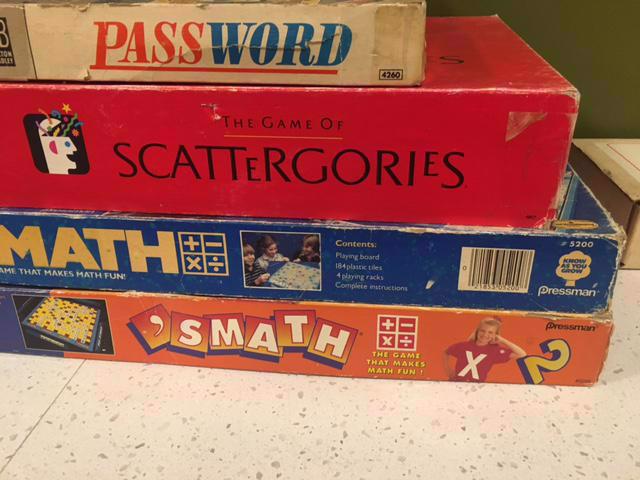 PASSWORD
4260
THE GAME OF
SCATTERGORIES
MATH
AME THAT MAKES MATH FUN!
Contents:
Playing board
184 plastic tiles
4 playing racks
Complete instructions
# 5200
KNOW
AS YOU
GROW
Pressman
'SMATH
THE GAME
THAT MAKES
MATH FUN!
X
2
Pressman